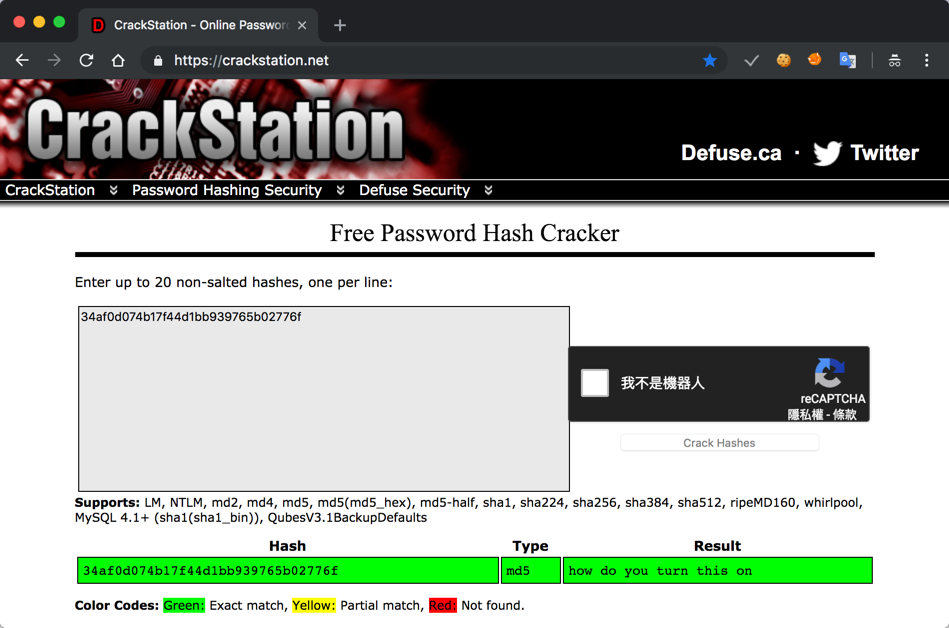 CrackStation - Online Password
https://crackstation.net
CrackStation
Defuse.ca · Twitter
CrackStation Password Hashing Security Defuse Security
Free Password Hash Cracker
Enter up to 20 non-salted hashes, one per line:
34af0d074b17f44d1bb939765b02776f
我不是機器人
reCAPTCHA
隱私權 - 條款
Crack Hashes
Supports: LM, NTLM, md2, md4, md5, md5(md5_hex), md5-half, sha1, sha224, sha256, sha384, sha512, ripeMD160, whirlpool,
MySQL 4.1+ (sha1(sha1_bin)), QubesV3.1BackupDefaults
Hash Type Result
34af0d074b17f44d1bb939765b02776f md5 how do you turn this on
Color Codes: Green: Exact match, Yellow: Partial match, Red: Not found.